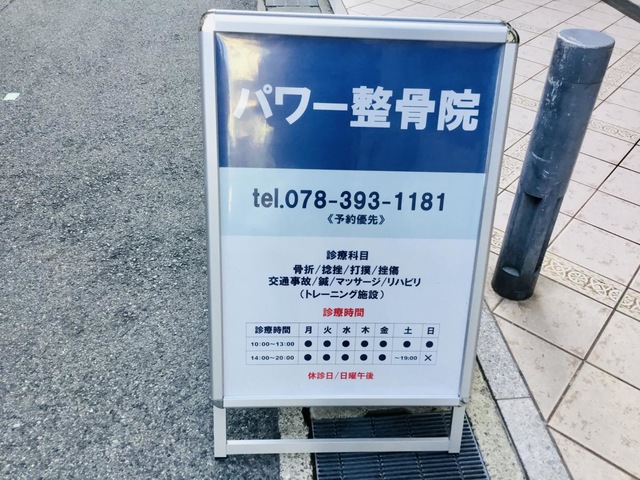 パワー整骨院
tel.078-393-1181
《予約優先》
診療科目
骨折/捻挫/打撲/挫傷
交通事故/鍼/マッサージ/リハビリ
（トレーニング施設）
診療時間
診療時間 月 火 水 木 金 土 日
10:00〜13:00 ● ● ● ● ● ● ●
14:00〜20:00 ● ● ● ● ● 〜19:00 ×
休診日/日曜午後